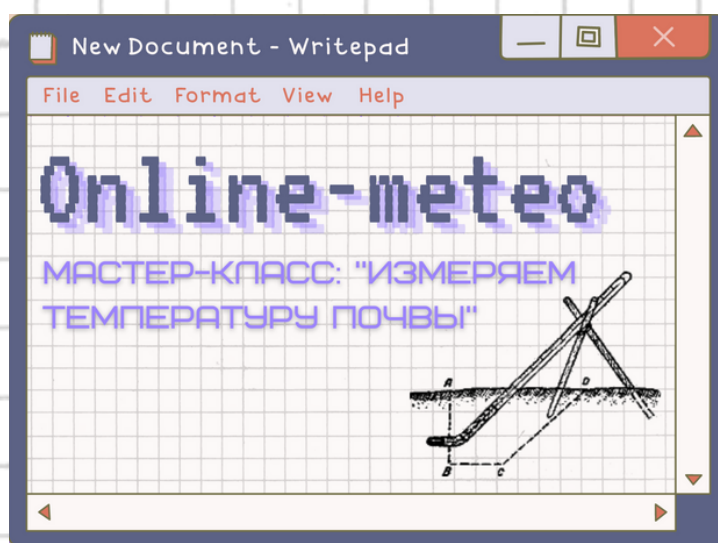 New Document - Writepad
File Edit Format View Help
Online-meteo
МАСТЕР-КЛАСС: "ИЗМЕРЯЕМ
ТЕМПЕРАТУРУ ПОЧВЫ"
A D
B C